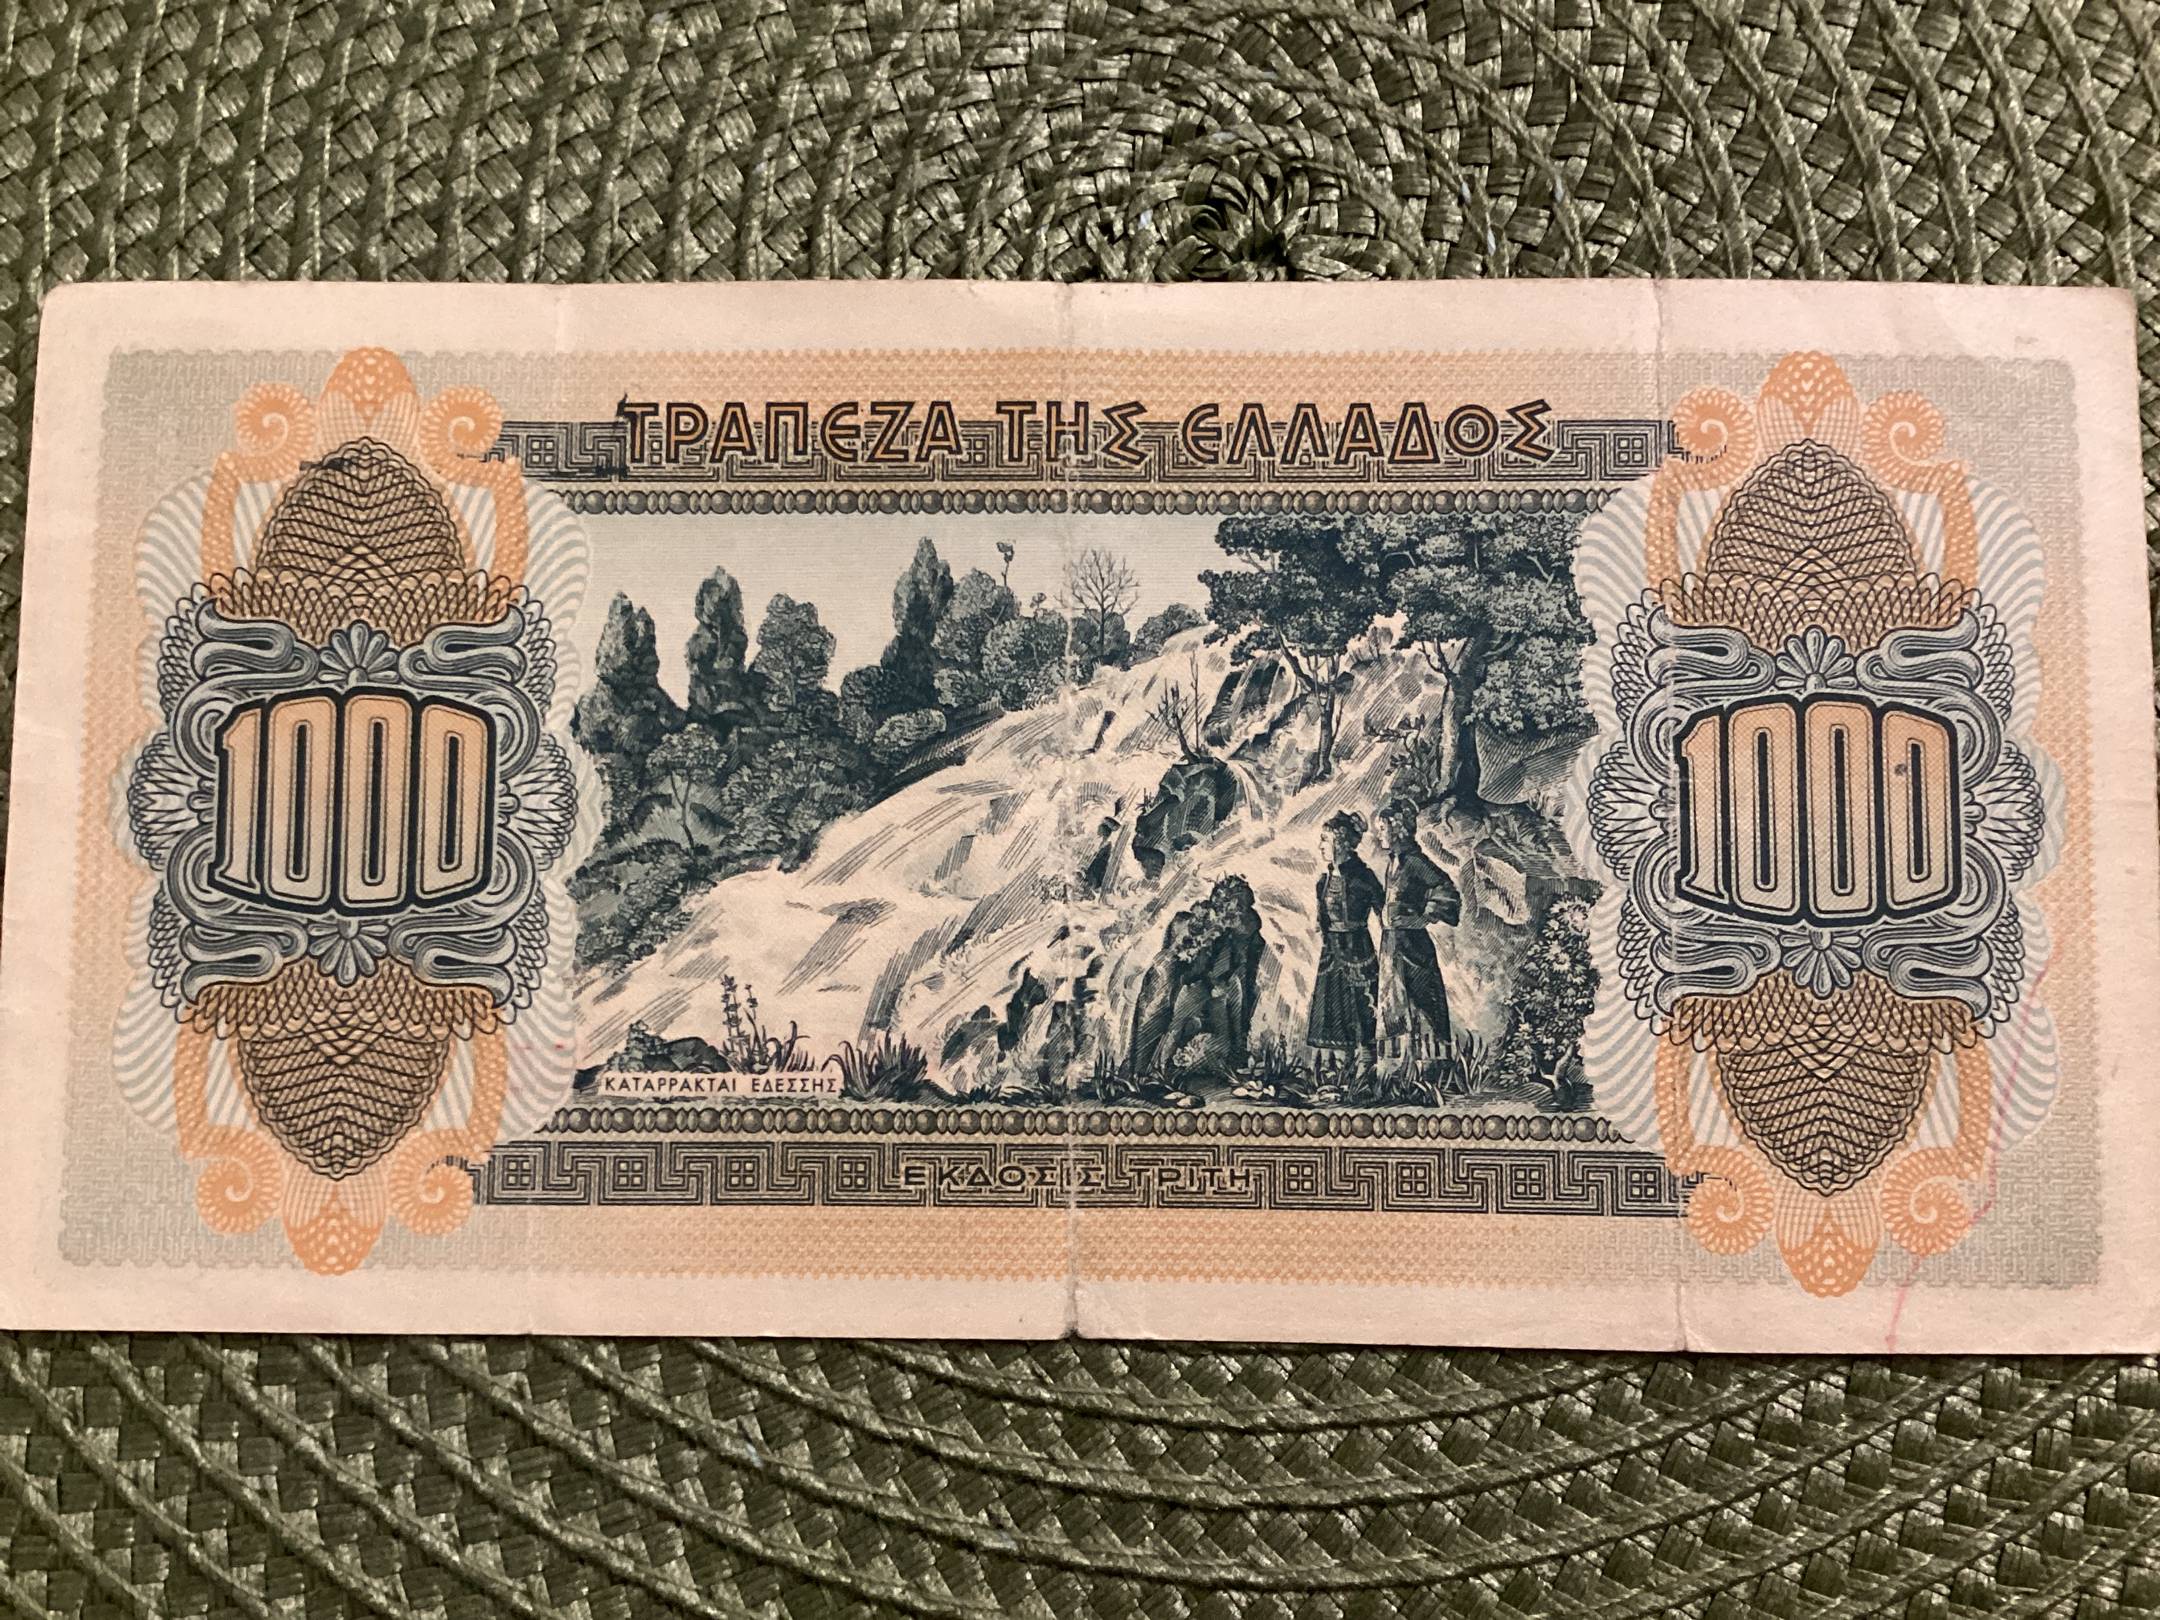 ΤΡΑΠΕΖΑ ΤΗΣ ΕΛΛΑΔΟΣ
1000 1000
ΚΑΤΑΡΡΑΚΤΑΙ ΕΔΕΣΣΗΣ
ΕΚΔΟΣΙΣ ΤΡΙΤΗ